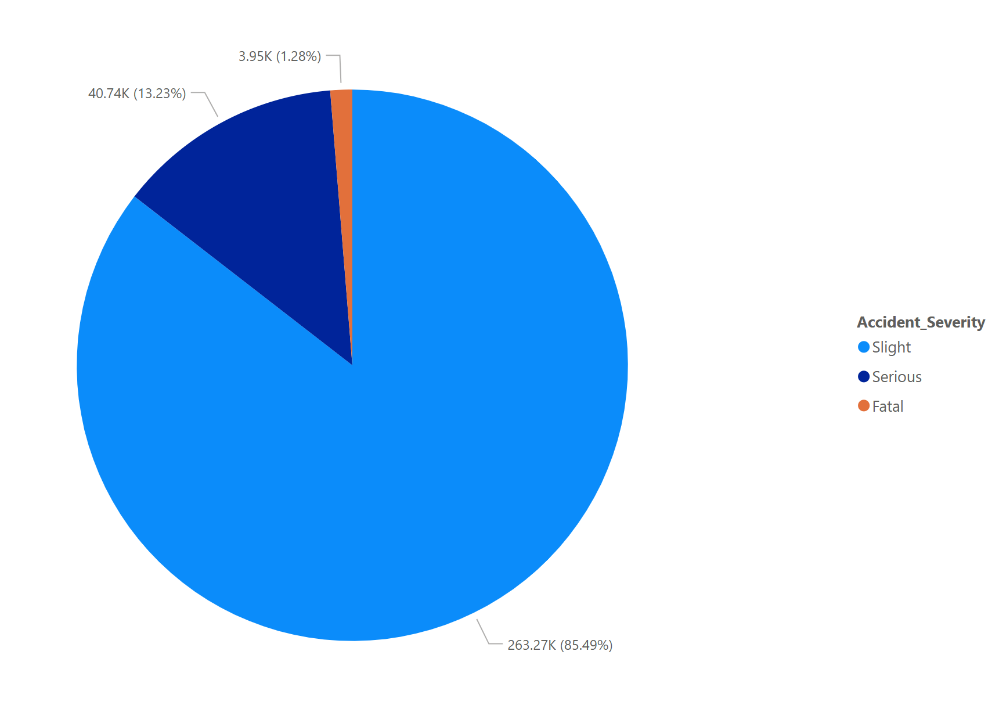 3.95K (1.28%)
40.74K (13.23%)
Accident_Severity
Slight
Serious
Fatal
263.27K (85.49%)